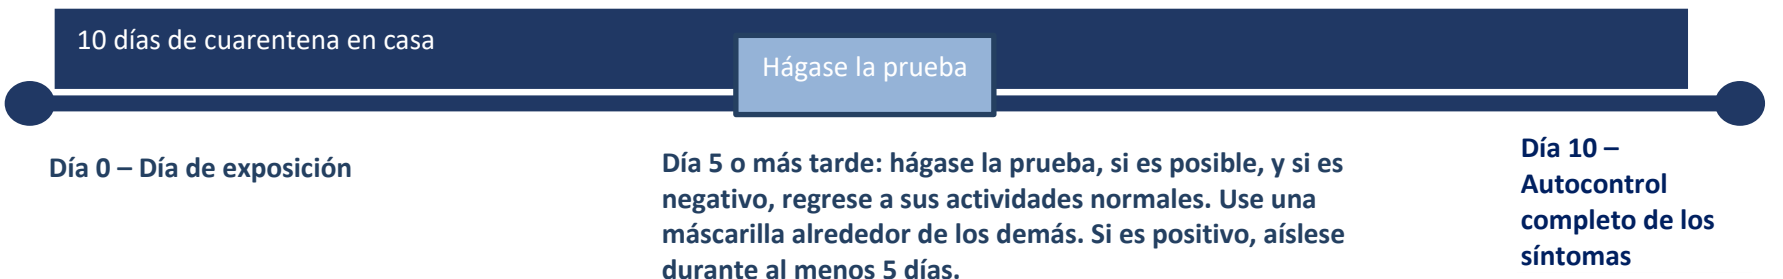 10 días de cuarentena en casa
Hágase la prueba
Día 0 – Día de exposición
Día 5 o más tarde: hágase la prueba, si es posible, y si es
negativo, regrese a sus actividades normales. Use una
máscarilla alrededor de los demás. Si es positivo, aíslese
durante al menos 5 días.
Día 10 –
Autocontrol
completo de los
síntomas